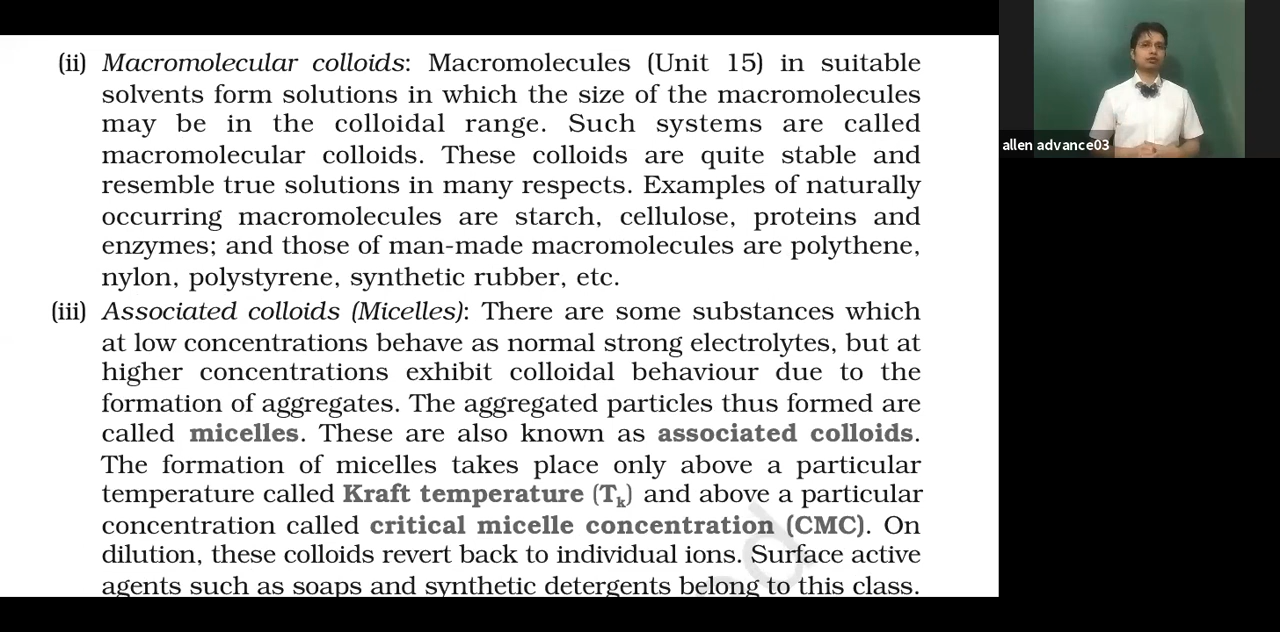 (ii) Macromolecular colloids: Macromolecules (Unit 15) in suitable
solvents form solutions in which the size of the macromolecules
may be in the colloidal range. Such systems are called
macromolecular colloids. These colloids are quite stable and
resemble true solutions in many respects. Examples of naturally
occurring macromolecules are starch, cellulose, proteins and
enzymes; and those of man-made macromolecules are polythene,
nylon, polystyrene, synthetic rubber, etc.
(iii) Associated colloids (Micelles): There are some substances which
at low concentrations behave as normal strong electrolytes, but at
higher concentrations exhibit colloidal behaviour due to the
formation of aggregates. The aggregated particles thus formed are
called micelles. These are also known as associated colloids.
The formation of micelles takes place only above a particular
temperature called Kraft temperature (Tk) and above a particular
concentration called critical micelle concentration (CMC). On
dilution, these colloids revert back to individual ions. Surface active
agents such as soaps and synthetic detergents belong to this class.
allen advance03